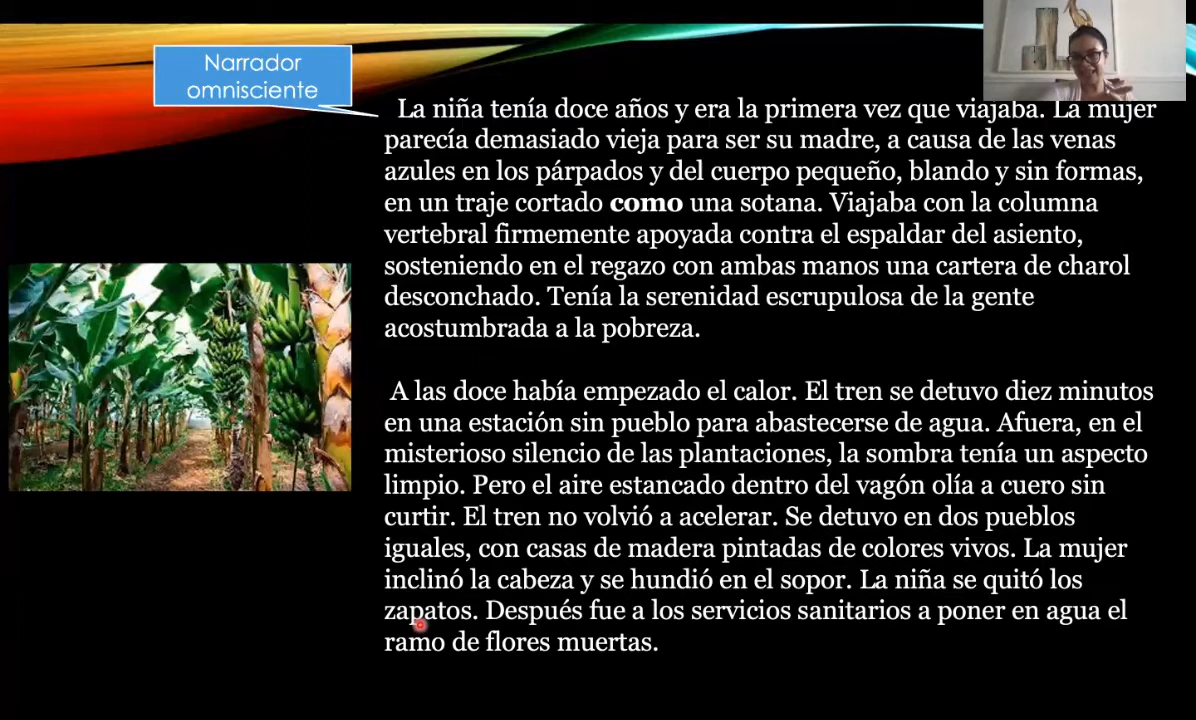 Narrador
omnisciente
La niña tenía doce años y era la primera vez que viajaba. La mujer
parecía demasiado vieja para ser su madre, a causa de las venas
azules en los párpados y del cuerpo pequeño, blando y sin formas,
en un traje cortado como una sotana. Viajaba con la columna
vertebral firmemente apoyada contra el espaldar del asiento,
sosteniendo en el regazo con ambas manos una cartera de charol
desconchado. Tenía la serenidad escrupulosa de la gente
acostumbrada a la pobreza.
A las doce había empezado el calor. El tren se detuvo diez minutos
en una estación sin pueblo para abastecerse de agua. Afuera, en el
misterioso silencio de las plantaciones, la sombra tenía un aspecto
limpio. Pero el aire estancado dentro del vagón olía a cuero sin
curtir. El tren no volvió a acelerar. Se detuvo en dos pueblos
iguales, con casas de madera pintadas de colores vivos. La mujer
inclinó la cabeza y se hundió en el sopor. La niña se quitó los
zapatos. Después fue a los servicios sanitarios a poner en agua el
ramo de flores muertas.